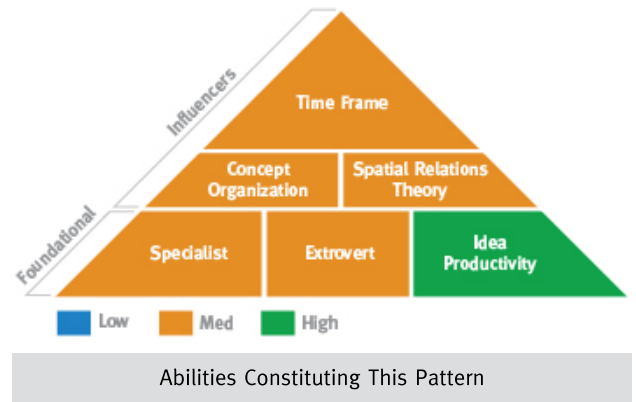 Influencers
Time Frame
Concept
Organization
Spatial Relations
Theory
Foundational
Specialist
Extrovert
Idea
Productivity
Low
Med
High
Abilities Constituting This Pattern